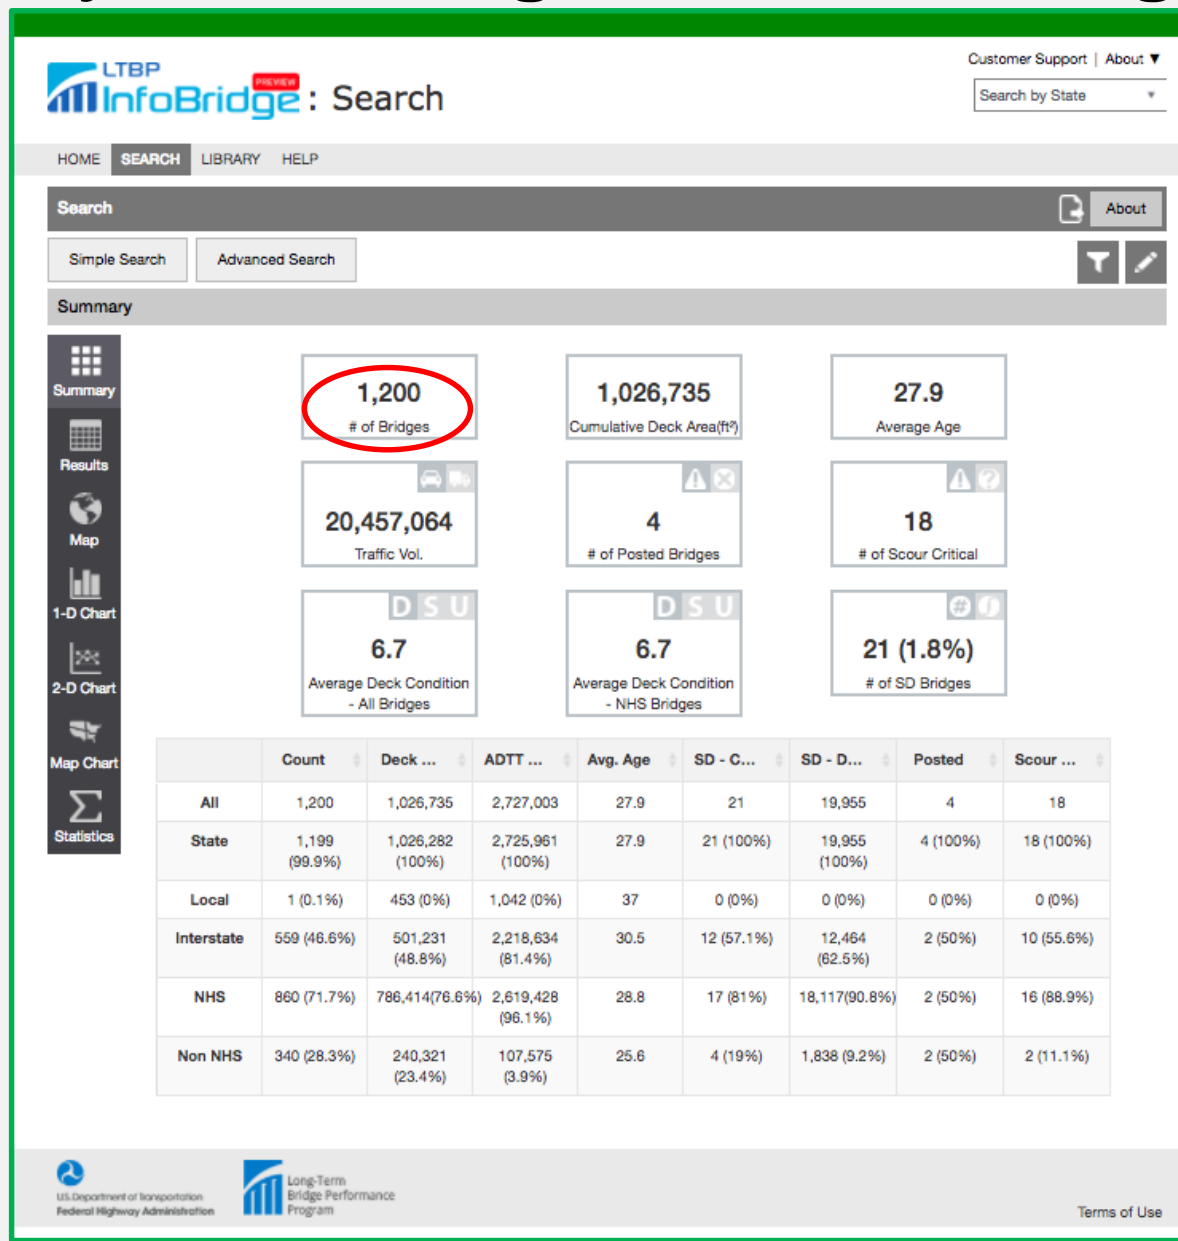 Customer Support | About ▼
LTBP
InfoBridge PREVIEW : Search
Search by State
HOME SEARCH LIBRARY HELP
Search
About
Simple Search Advanced Search
Summary
Summary
Results
Map
1-D Chart
2-D Chart
Map Chart
Statistics
1,200
# of Bridges
1,026,735
Cumulative Deck Area(ft²)
27.9
Average Age
20,457,064
Traffic Vol.
4
# of Posted Bridges
18
# of Scour Critical
D S U
6.7
Average Deck Condition
- All Bridges
D S U
6.7
Average Deck Condition
- NHS Bridges
21 (1.8%)
# of SD Bridges
Count Deck ... ADTT ... Avg. Age SD - C... SD - D... Posted Scour ...
All 1,200 1,026,735 2,727,003 27.9 21 19,955 4 18
State 1,199 1,026,282 2,725,961 27.9 21 (100%) 19,955 4 (100%) 18 (100%)
(99.9%) (100%) (100%) (100%)
Local 1 (0.1%) 453 (0%) 1,042 (0%) 37 0 (0%) 0 (0%) 0 (0%) 0 (0%)
Interstate 559 (46.6%) 501,231 2,218,634 30.5 12 (57.1%) 12,464 2 (50%) 10 (55.6%)
(48.8%) (81.4%) (62.5%)
NHS 860 (71.7%) 786,414(76.6%) 2,619,428 28.8 17 (81%) 18,117(90.8%) 2 (50%) 16 (88.9%)
(96.1%)
Non NHS 340 (28.3%) 240,321 107,575 25.6 4 (19%) 1,838 (9.2%) 2 (50%) 2 (11.1%)
(23.4%) (3.9%)
U.S. Department of Transportation
Federal Highway Administration
Long-Term
Bridge Performance
Program
Terms of Use